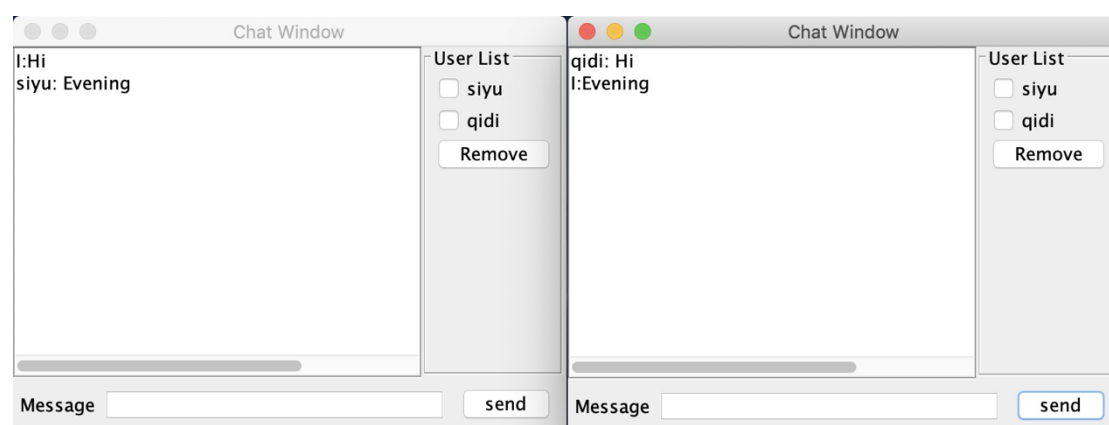 Chat Window
I:Hi
siyu: Evening
User List
siyu
qidi
Remove
Message
send
Chat Window
qidi: Hi
I:Evening
User List
siyu
qidi
Remove
Message
send